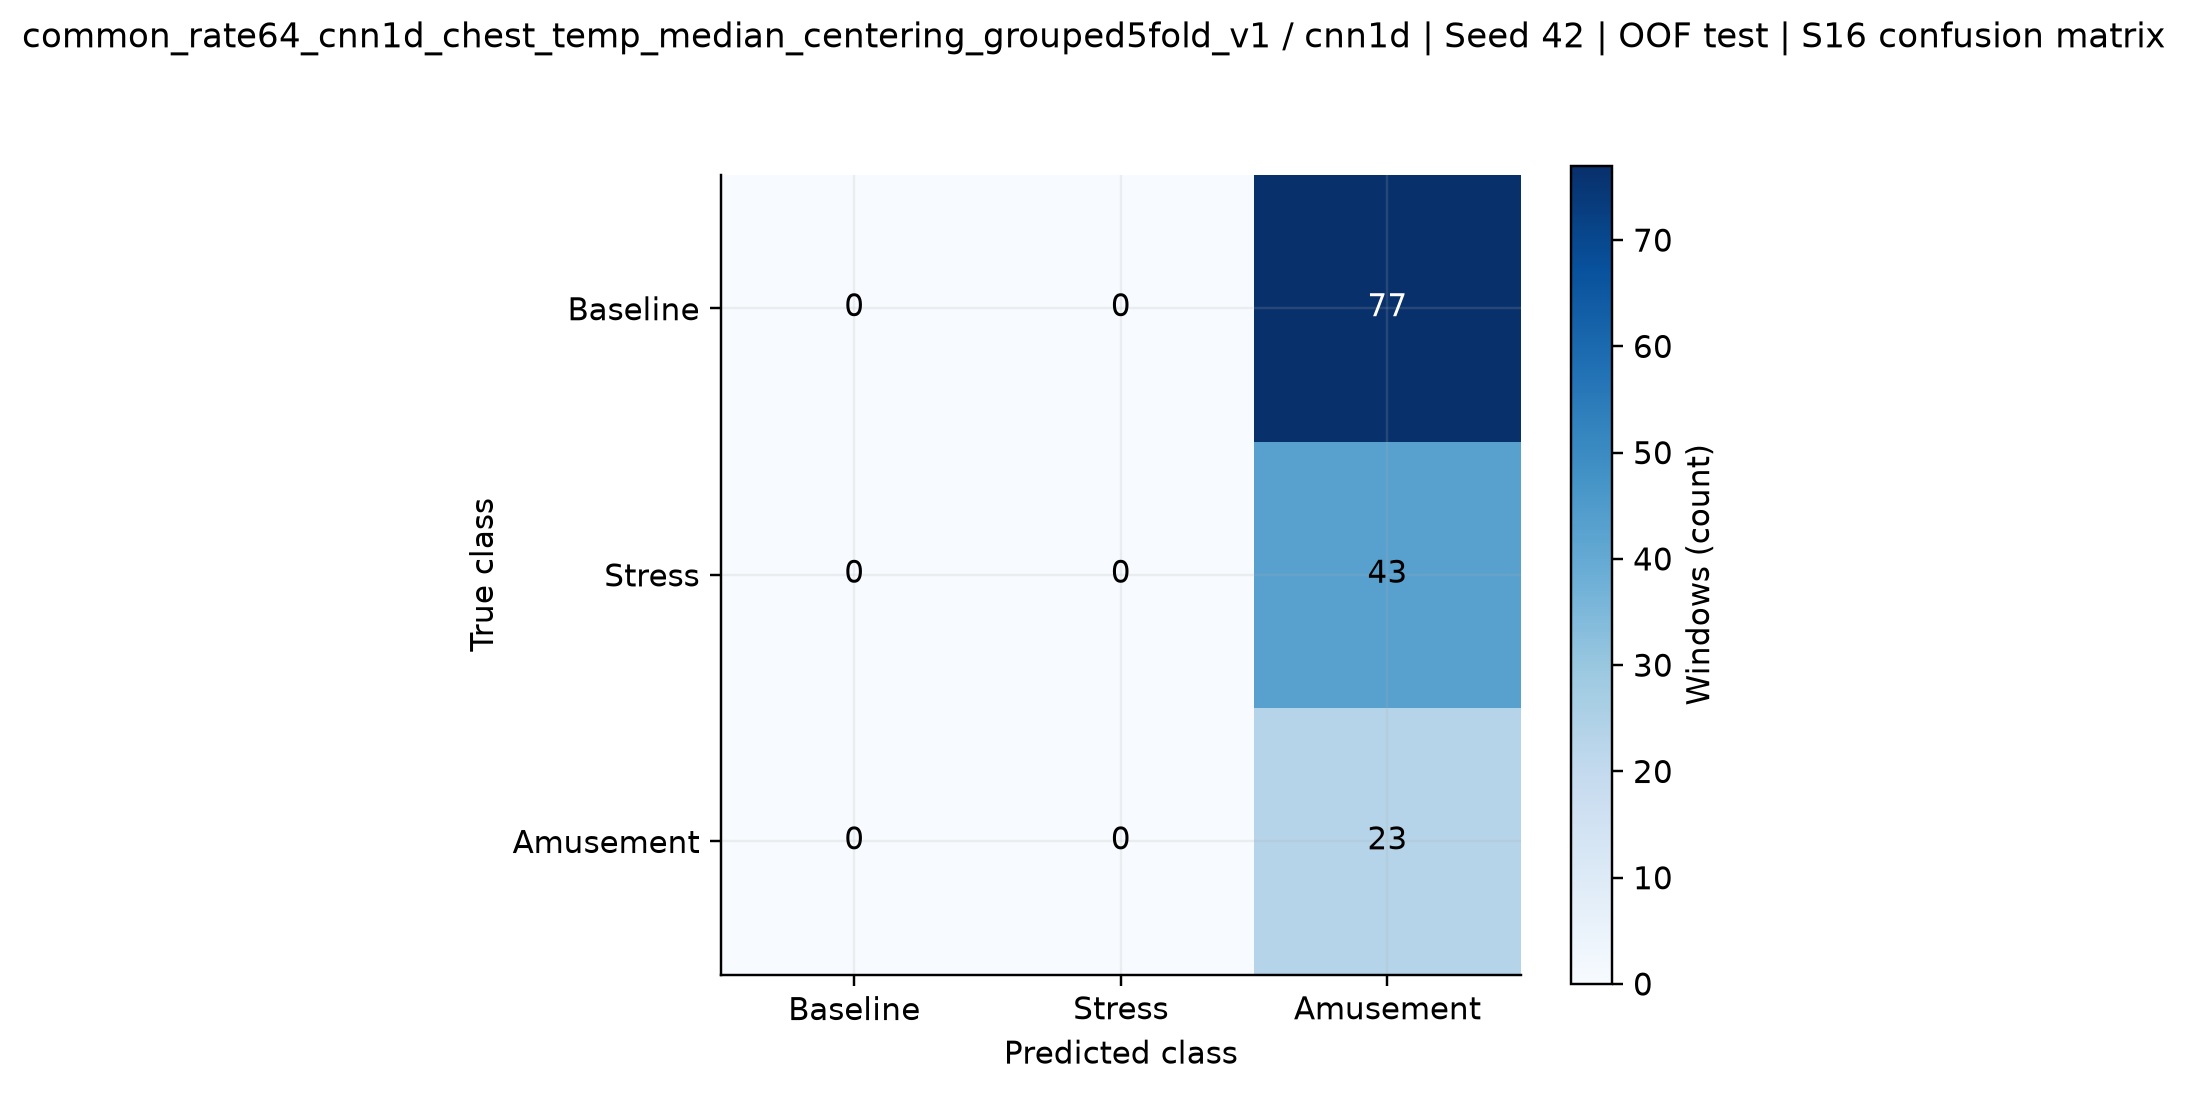 common_rate64_cnn1d_chest_temp_median_centering_grouped5fold_v1 / cnn1d | Seed 42 | OOF test | S16 confusion matrix
True class
Baseline 0 0 77
Stress 0 0 43
Amusement 0 0 23
Baseline Stress Amusement
Predicted class
70
60
50
40
30
20
10
0
Windows (count)